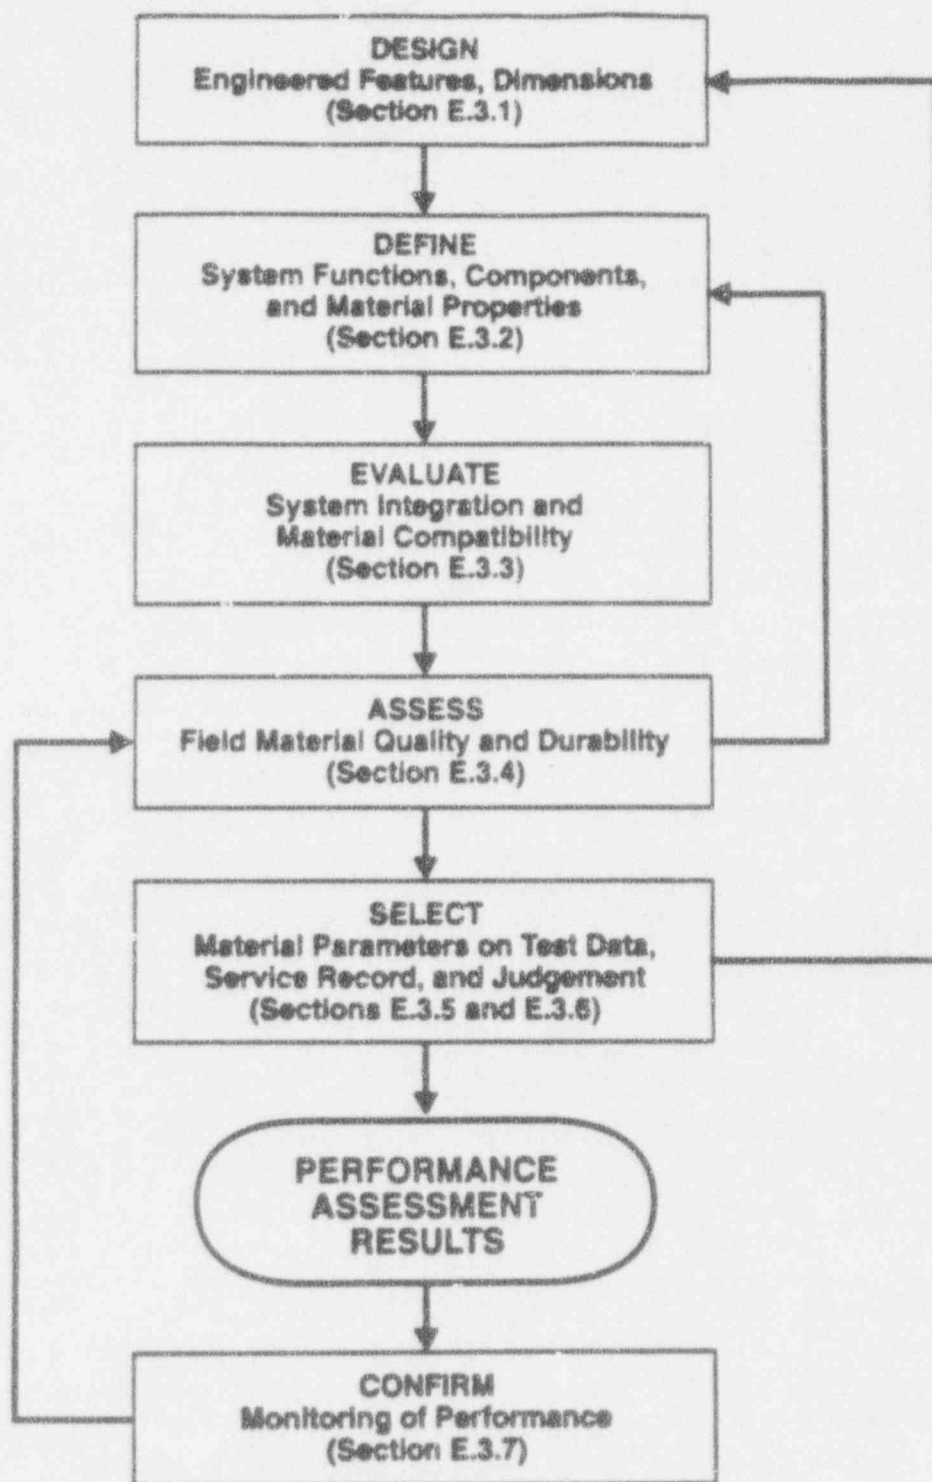 DESIGN
Engineered Features, Dimensions
(Section E.3.1)
DEFINE
System Functions, Components,
and Material Properties
(Section E.3.2)
EVALUATE
System Integration and
Material Compatibility
(Section E.3.3)
ASSESS
Field Material Quality and Durability
(Section E.3.4)
SELECT
Material Parameters on Test Data,
Service Record, and Judgement
(Sections E.3.5 and E.3.6)
PERFORMANCE
ASSESSMENT
RESULTS
CONFIRM
Monitoring of Performance
(Section E.3.7)